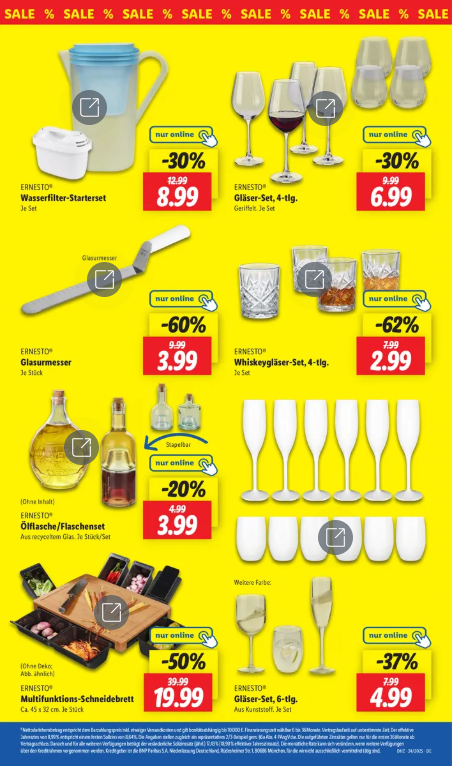 SALE % SALE % SALE % SALE % SALE % SALE % SALE
nur online
-30%
12.99
8.99
ERNESTO®
Wasserfilter-Starterset
Je Set
nur online
-30%
9.99
6.99
ERNESTO®
Gläser-Set, 4-tlg.
Geriffelt. Je Set
Glasurmesser
nur online
-60%
9.99
3.99
ERNESTO®
Glasurmesser
Je Stück
nur online
-62%
7.99
2.99
ERNESTO®
Whiskeygläser-Set, 4-tlg.
Je Set
Stapelbar
nur online
-20%
4.99
3.99
(Ohne Inhalt)
ERNESTO®
Ölflasche/Flaschenset
Aus recyceltem Glas. Je Stück/Set
nur online
-50%
39.99
19.99
(Ohne Deko;
Abb. ähnlich)
ERNESTO®
Multifunktions-Schneidebrett
Ca. 45 x 32 cm. Je Stück
Weitere Farbe:
nur online
-37%
7.99
4.99
ERNESTO®
Gläser-Set, 6-tlg.
Aus Kunststoff. Je Set